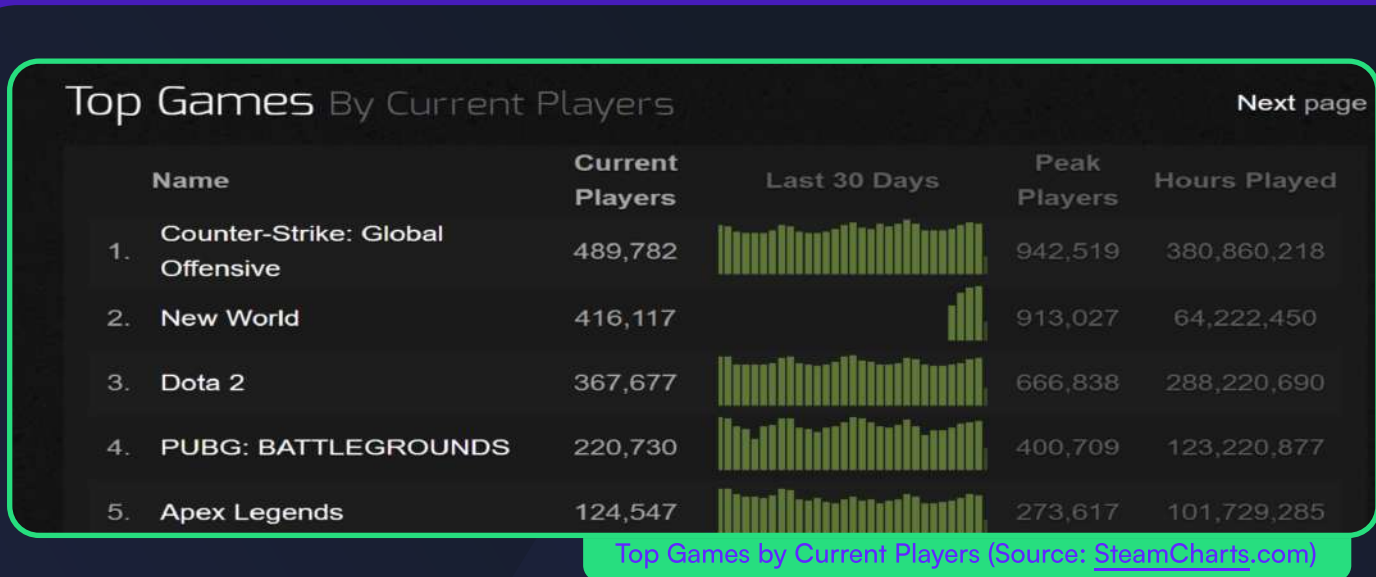 Top Games By Current Players
Next page
Name
Current
Players
Last 30 Days
Peak
Players
Hours Played
1.
Counter-Strike: Global
Offensive
489,782
942,519
380,860,218
2.
New World
416,117
913,027
64,222,450
3.
Dota 2
367,677
666,838
288,220,690
4.
PUBG: BATTLEGROUNDS
220,730
400,709
123,220,877
5.
Apex Legends
124,547
273,617
101,729,285
Top Games by Current Players (Source: SteamCharts.com)